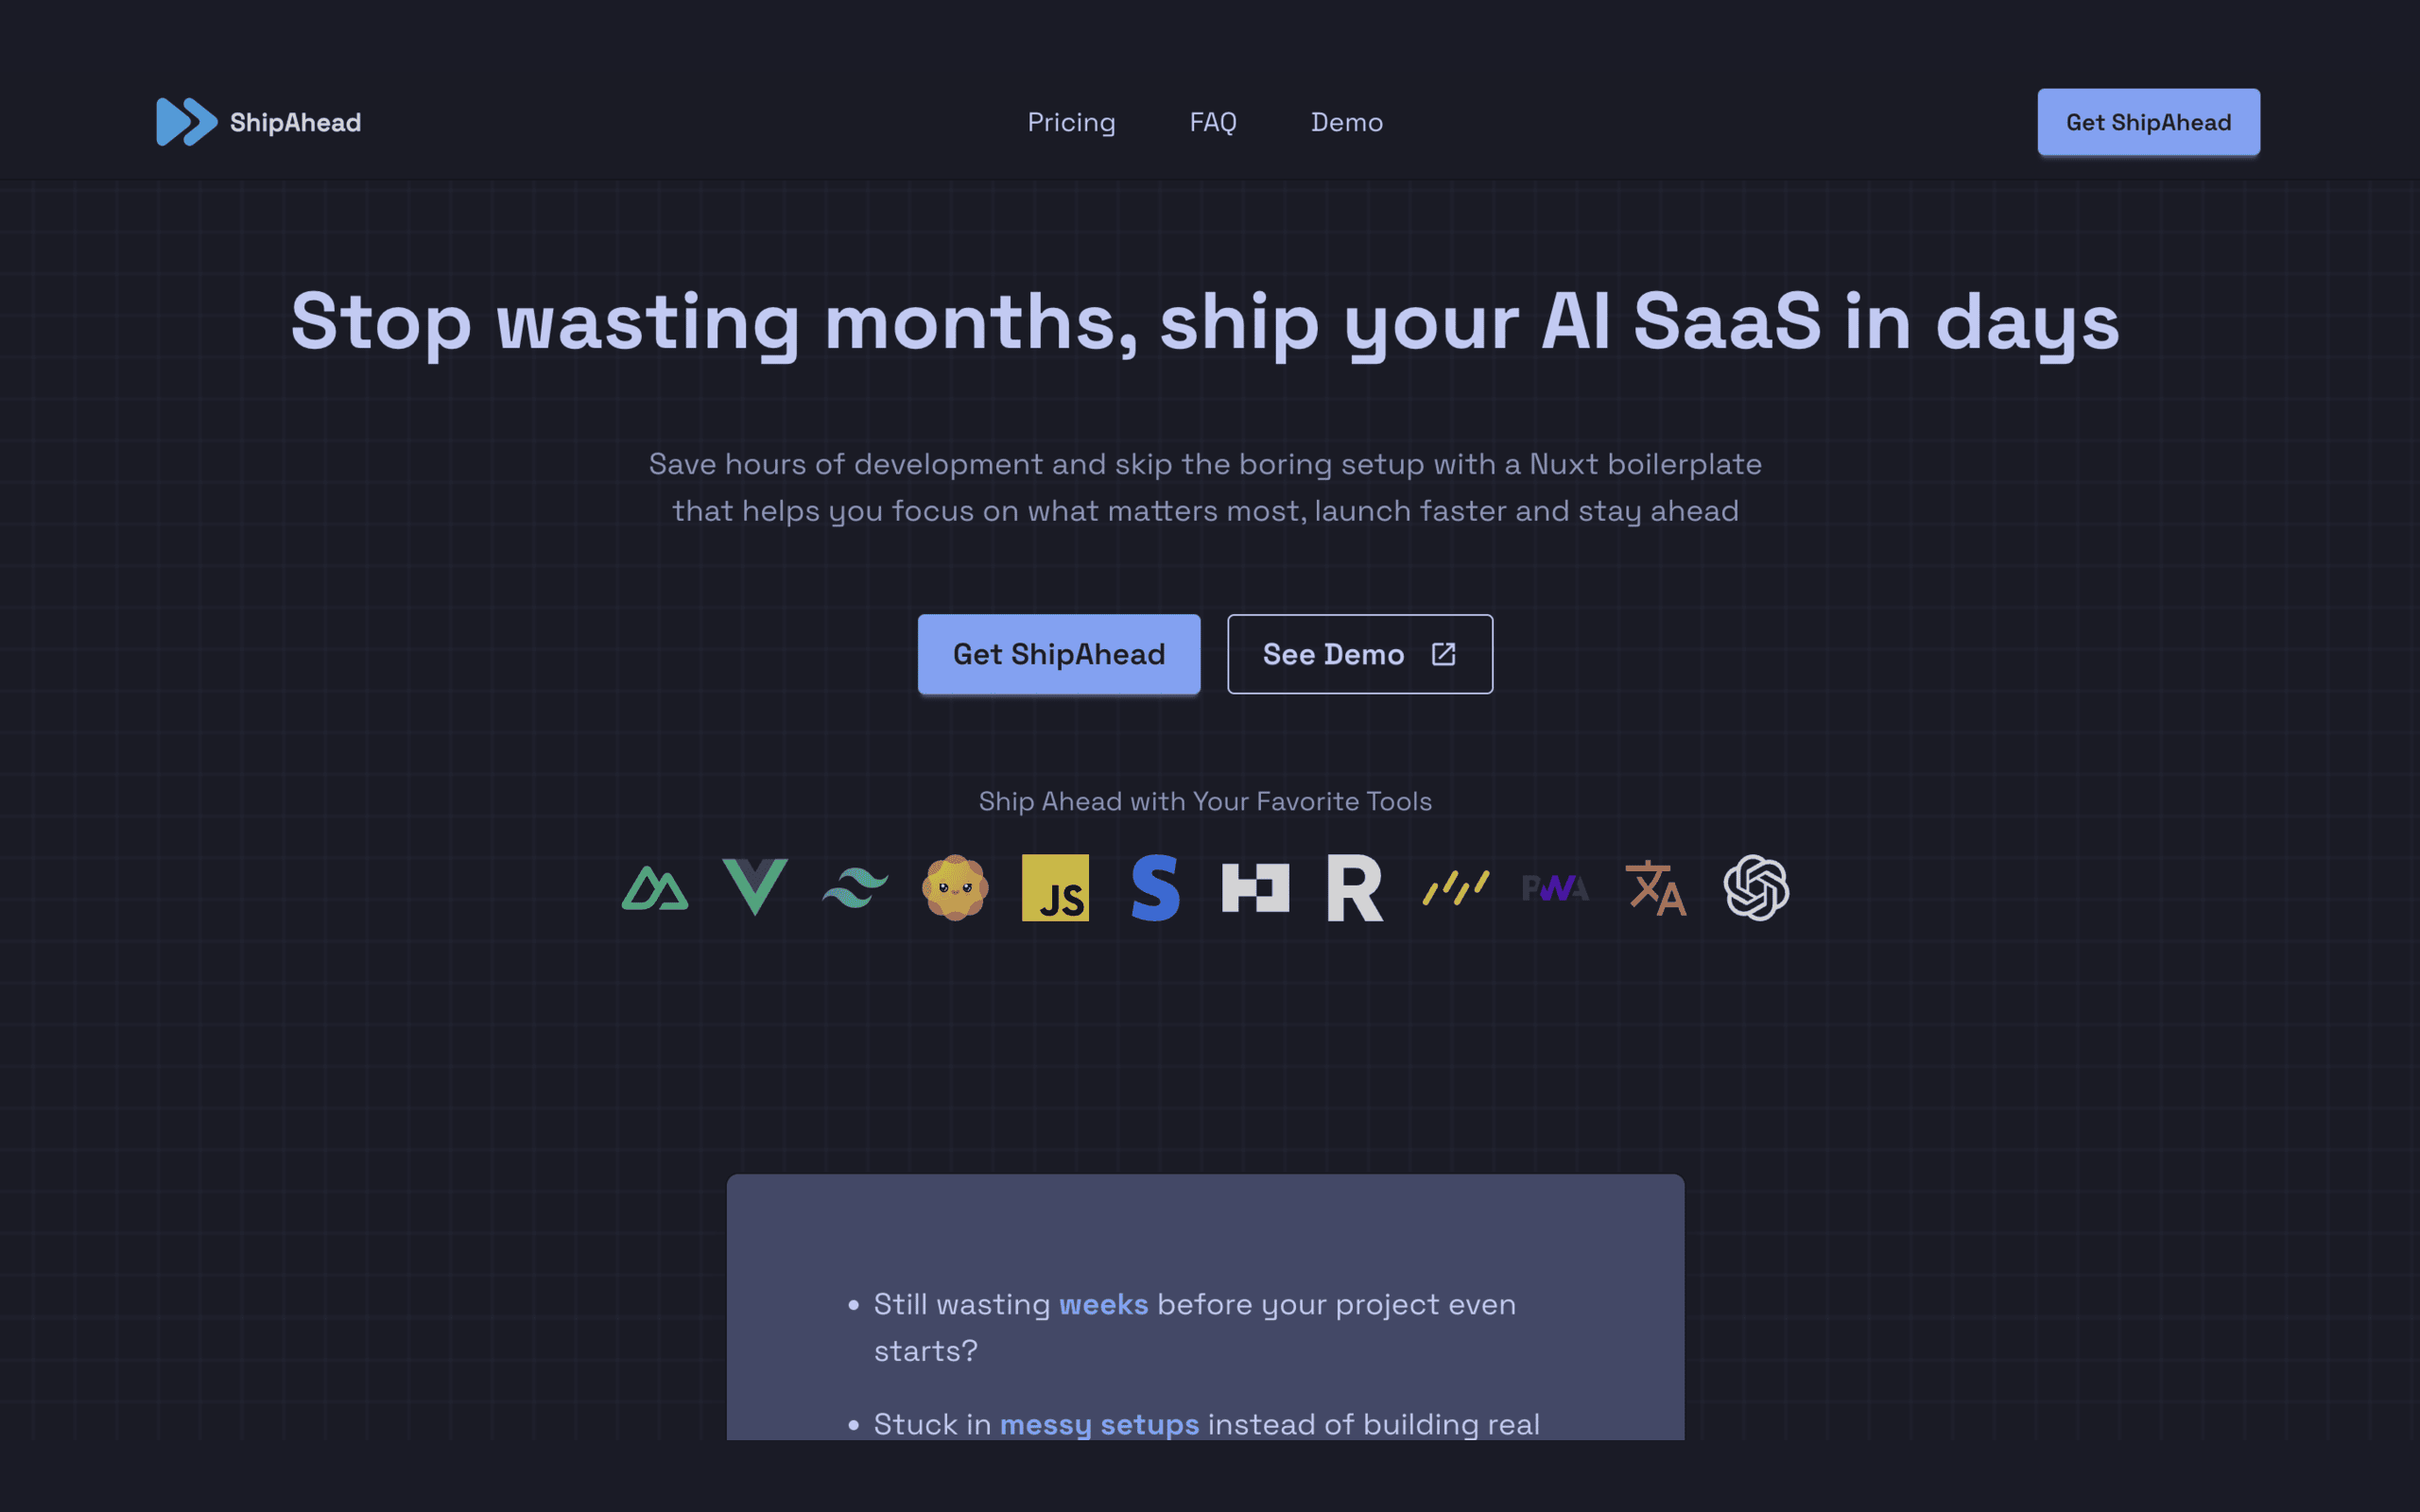 ShipAhead
Pricing
FAQ
Demo
Get ShipAhead
Stop wasting months, ship your AI SaaS in days
Save hours of development and skip the boring setup with a Nuxt boilerplate
that helps you focus on what matters most, launch faster and stay ahead
Get ShipAhead
See Demo
Ship Ahead with Your Favorite Tools
JS
S
R
PWA
文A
• Still wasting weeks before your project even
starts?
• Stuck in messy setups instead of building real